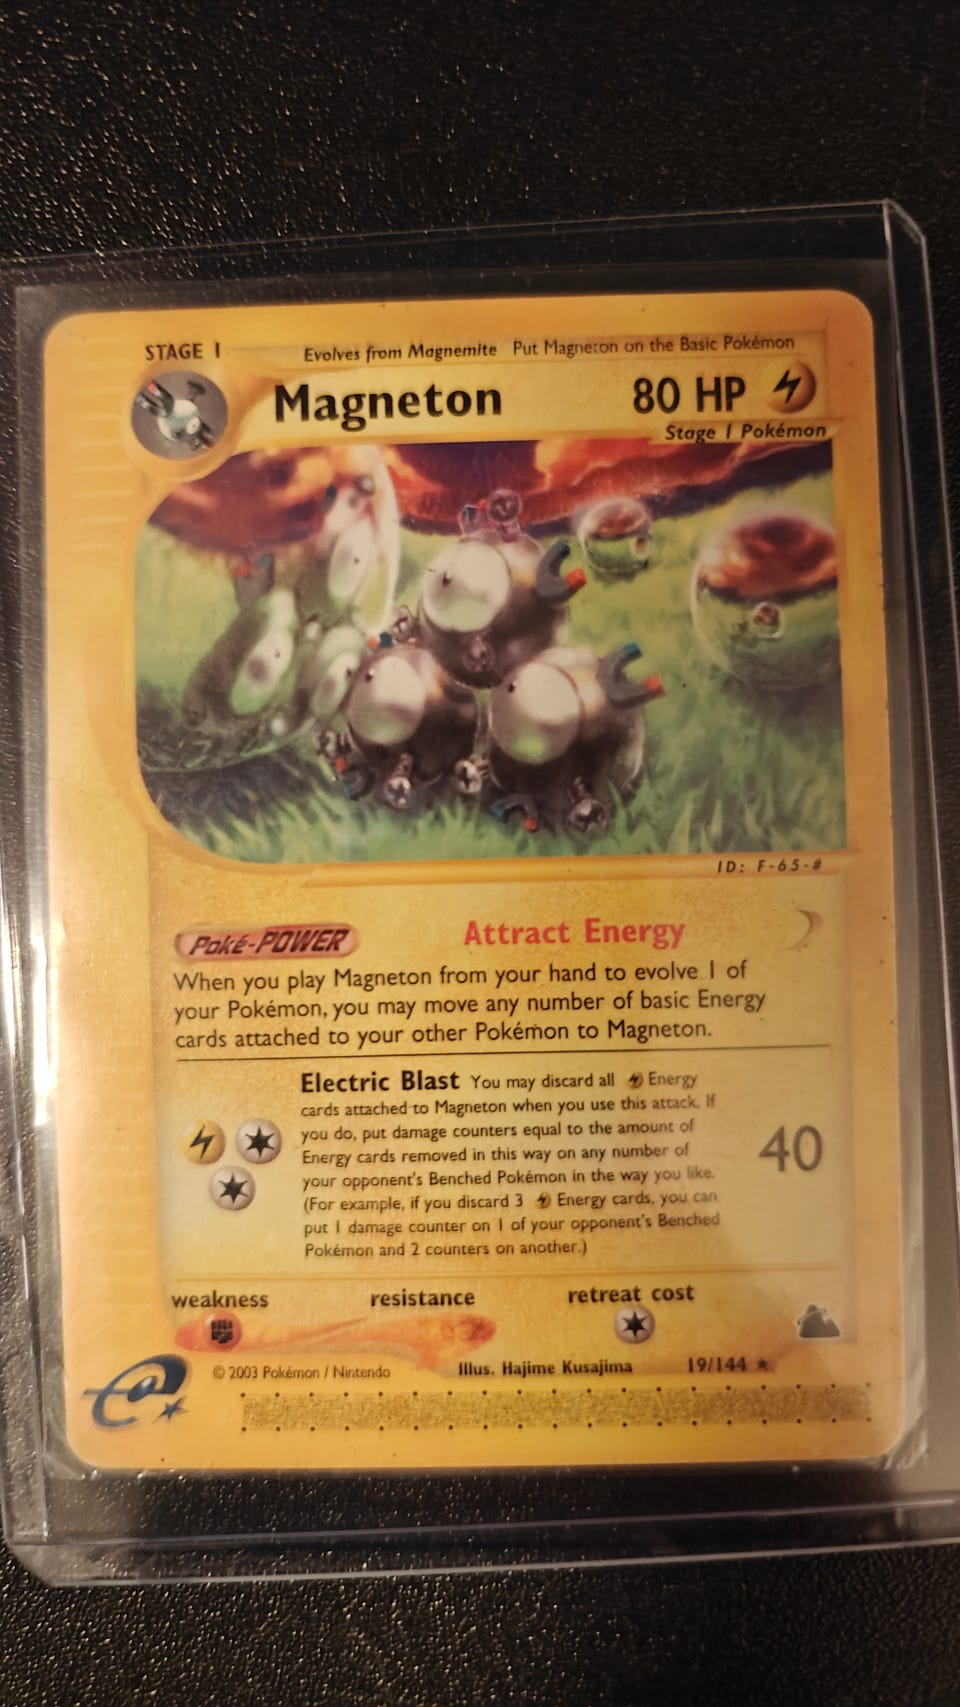 STAGE 1
Evolves from Magnemite Put Magneton on the Basic Pokémon
Magneton 80 HP
Stage 1 Pokémon
ID: F-65-#
Poké-POWER Attract Energy
When you play Magneton from your hand to evolve 1 of
your Pokémon, you may move any number of basic Energy
cards attached to your other Pokémon to Magneton.
Electric Blast You may discard all Energy
cards attached to Magneton when you use this attack. If
you do, put damage counters equal to the amount of
Energy cards removed in this way on any number of
your opponent's Benched Pokémon in the way you like.
(For example, if you discard 3 Energy cards, you can
put 1 damage counter on 1 of your opponent's Benched
Pokémon and 2 counters on another.)
40
weakness resistance retreat cost
© 2003 Pokémon / Nintendo Illus. Hajime Kusajima 19/144 ★
e